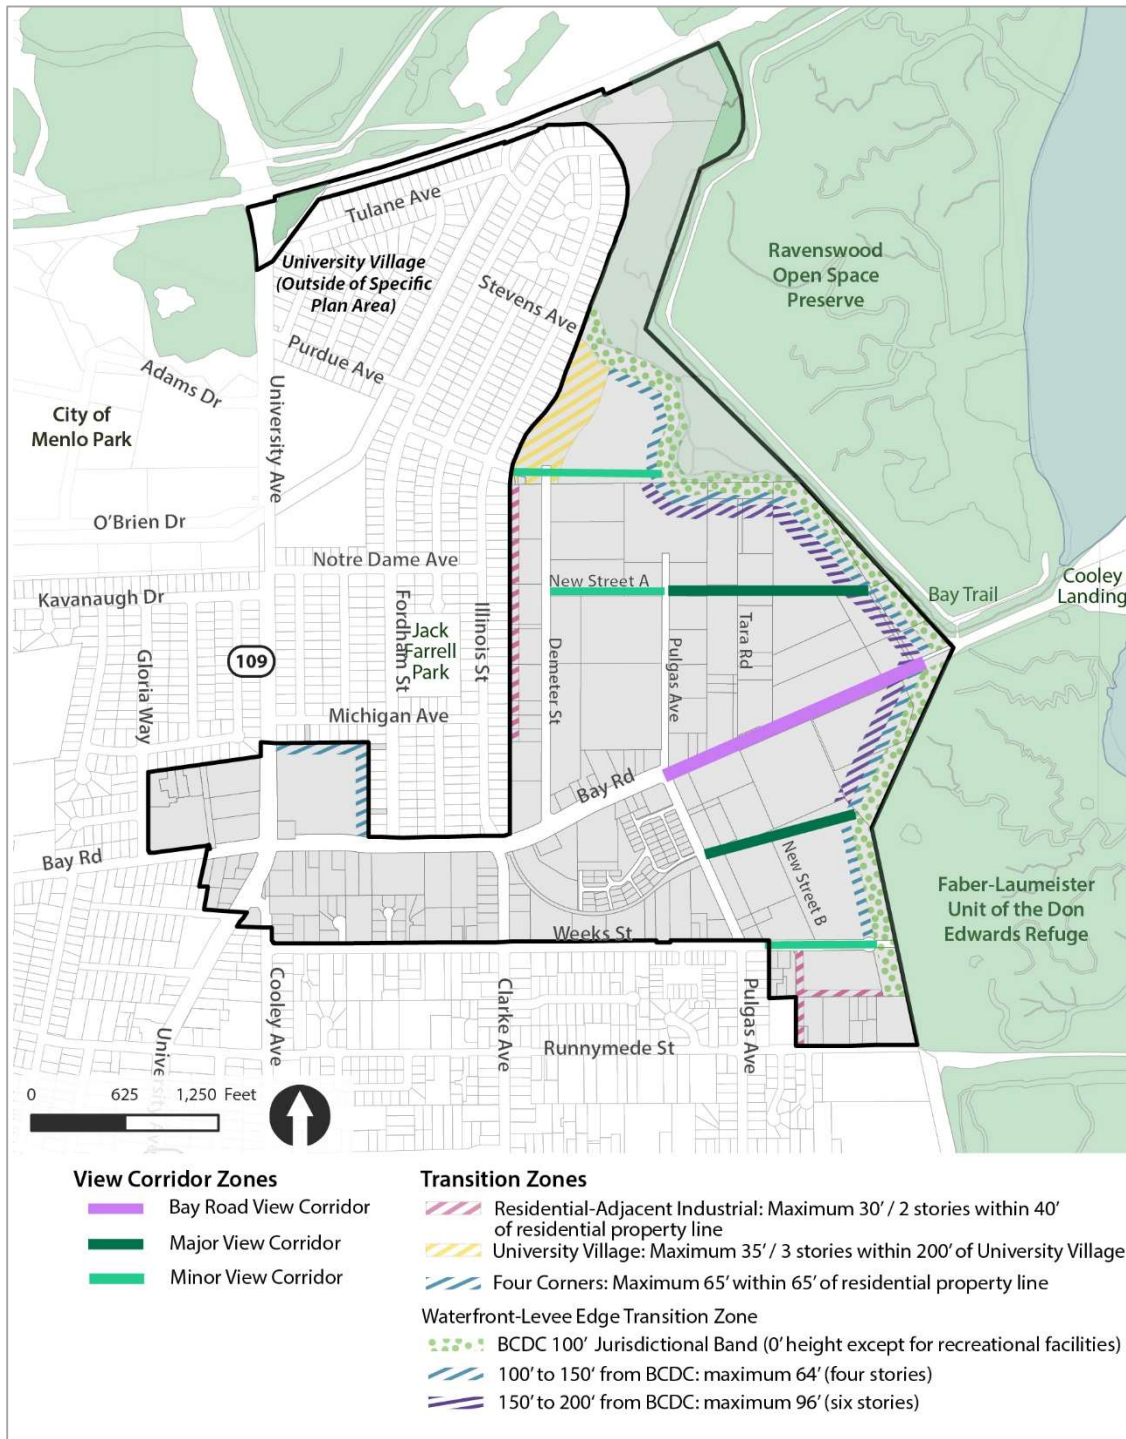 Tulane Ave
University Village
(Outside of Specific
Plan Area)
Stevens Ave
Purdue Ave
Ravenswood
Open Space
Preserve
Adams Dr
City of
Menlo Park
University Ave
O'Brien Dr
Notre Dame Ave
Kavanaugh Dr
New Street A
Bay Trail
Cooley
Landing
Gloria Way
109
Fordham St
Jack
Farrell
Park
Illinois St
Demeter St
Pulgas Ave
Tara Rd
Michigan Ave
Bay Rd
Bay Rd
New Street B
Faber-Laumeister
Unit of the Don
Edwards Refuge
Weeks St
Cooley Ave
Clarke Ave
Pulgas Ave
Runnymede St
University Ave
0 625 1,250 Feet
View Corridor Zones
Bay Road View Corridor
Major View Corridor
Minor View Corridor
Transition Zones
Residential-Adjacent Industrial: Maximum 30' / 2 stories within 40'
of residential property line
University Village: Maximum 35' / 3 stories within 200' of University Village
Four Corners: Maximum 65' within 65' of residential property line
Waterfront-Levee Edge Transition Zone
BCDC 100' Jurisdictional Band (0' height except for recreational facilities)
100' to 150' from BCDC: maximum 64' (four stories)
150' to 200' from BCDC: maximum 96' (six stories)